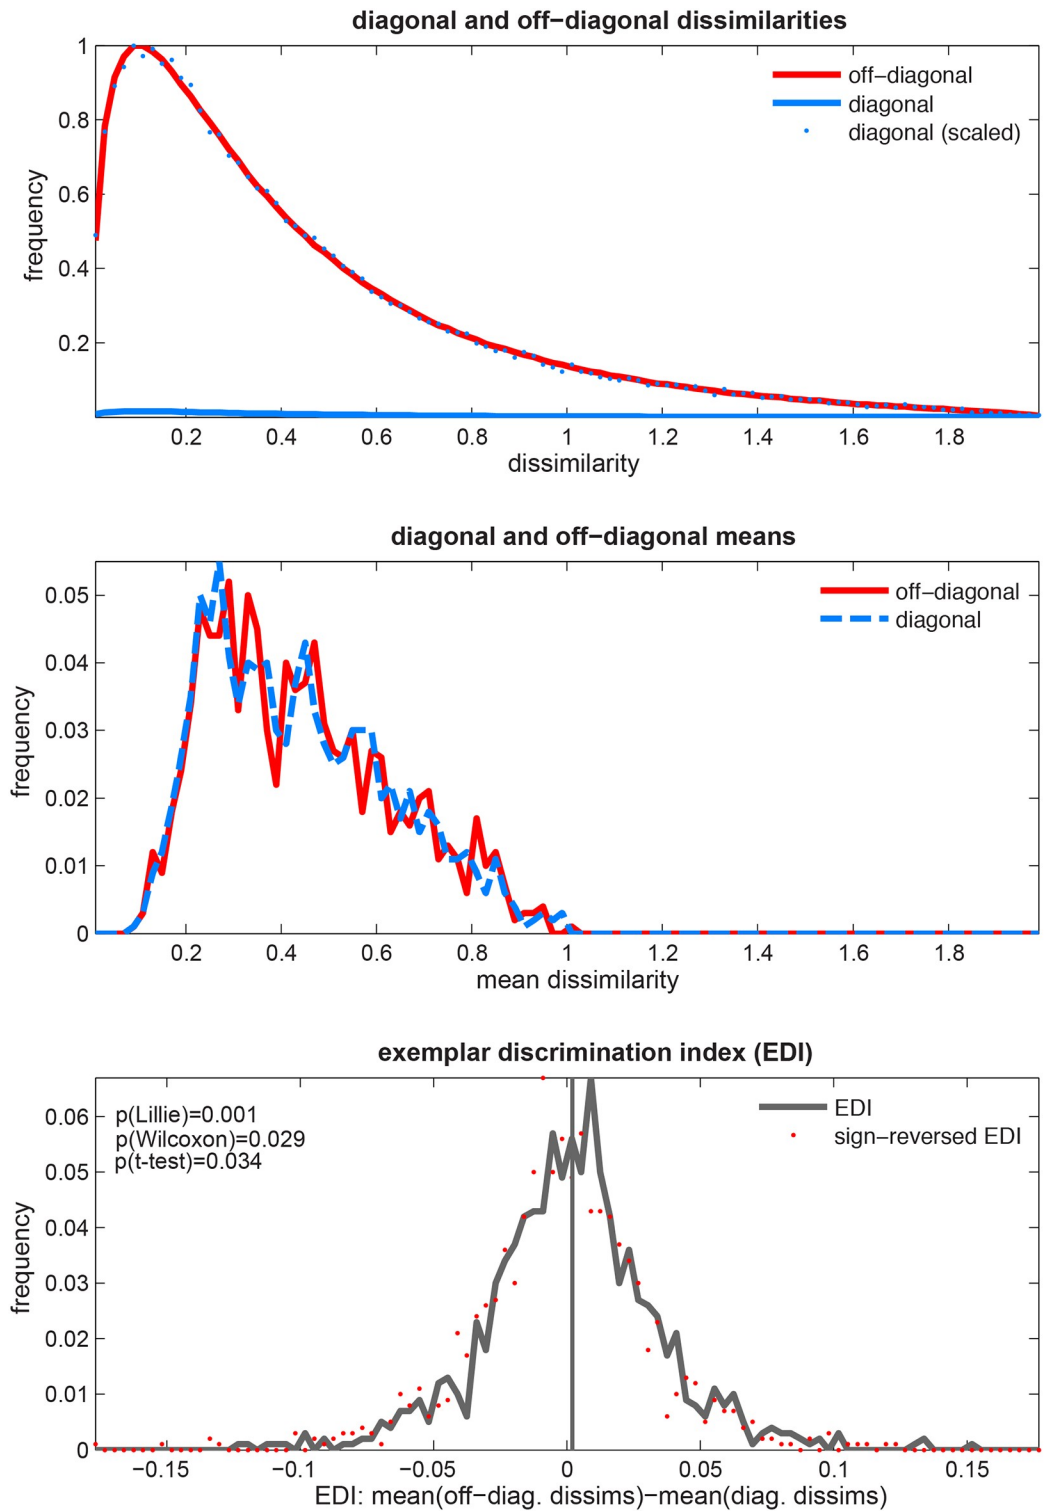 diagonal and off−diagonal dissimilarities
1
0.8
0.6
0.4
0.2
frequency
off−diagonal
diagonal
diagonal (scaled)
0.2 0.4 0.6 0.8 1 1.2 1.4 1.6 1.8
dissimilarity
diagonal and off−diagonal means
0.05
0.04
0.03
0.02
0.01
0
frequency
off−diagonal
diagonal
0.2 0.4 0.6 0.8 1 1.2 1.4 1.6 1.8
mean dissimilarity
exemplar discrimination index (EDI)
0.06
0.05
0.04
0.03
0.02
0.01
0
frequency
p(Lillie)=0.001
p(Wilcoxon)=0.029
p(t-test)=0.034
EDI
sign−reversed EDI
−0.15 −0.1 −0.05 0 0.05 0.1 0.15
EDI: mean(off−diag. dissims)−mean(diag. dissims)